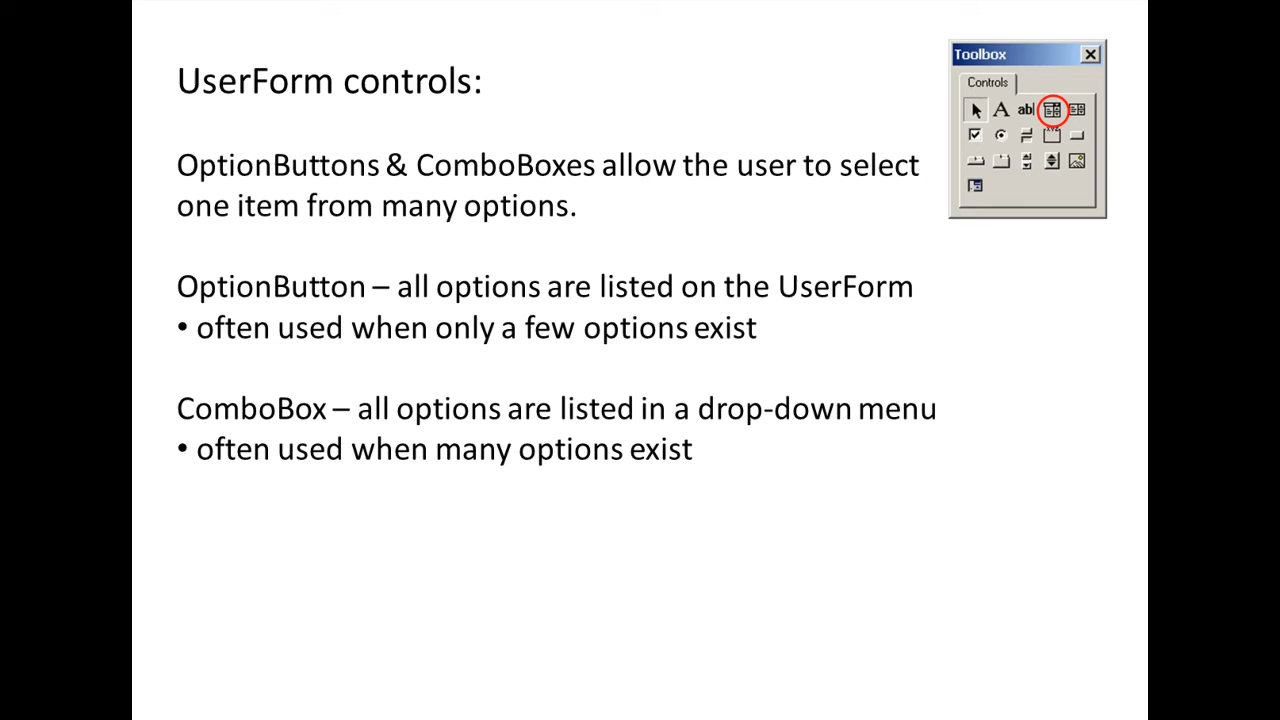 UserForm controls:
Toolbox
Controls
A
ab|
OptionButtons & ComboBoxes allow the user to select
one item from many options.
OptionButton – all options are listed on the UserForm
• often used when only a few options exist
ComboBox – all options are listed in a drop-down menu
• often used when many options exist